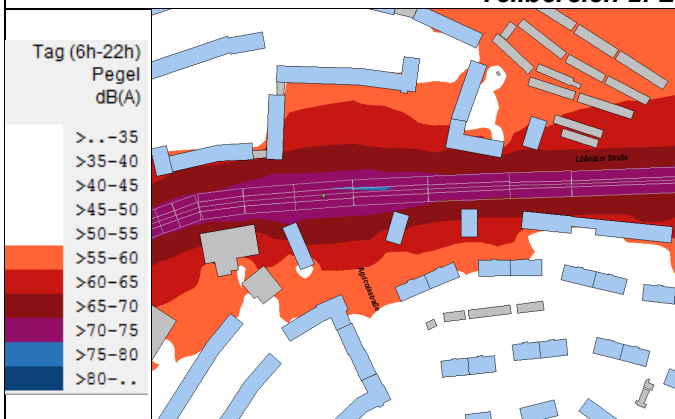 Tag (6h-22h)
Pegel
dB(A)
>..-35
>35-40
>40-45
>45-50
>50-55
>55-60
>60-65
>65-70
>70-75
>75-80
>80-..
Lößnitzer Straße
Agricolastraße